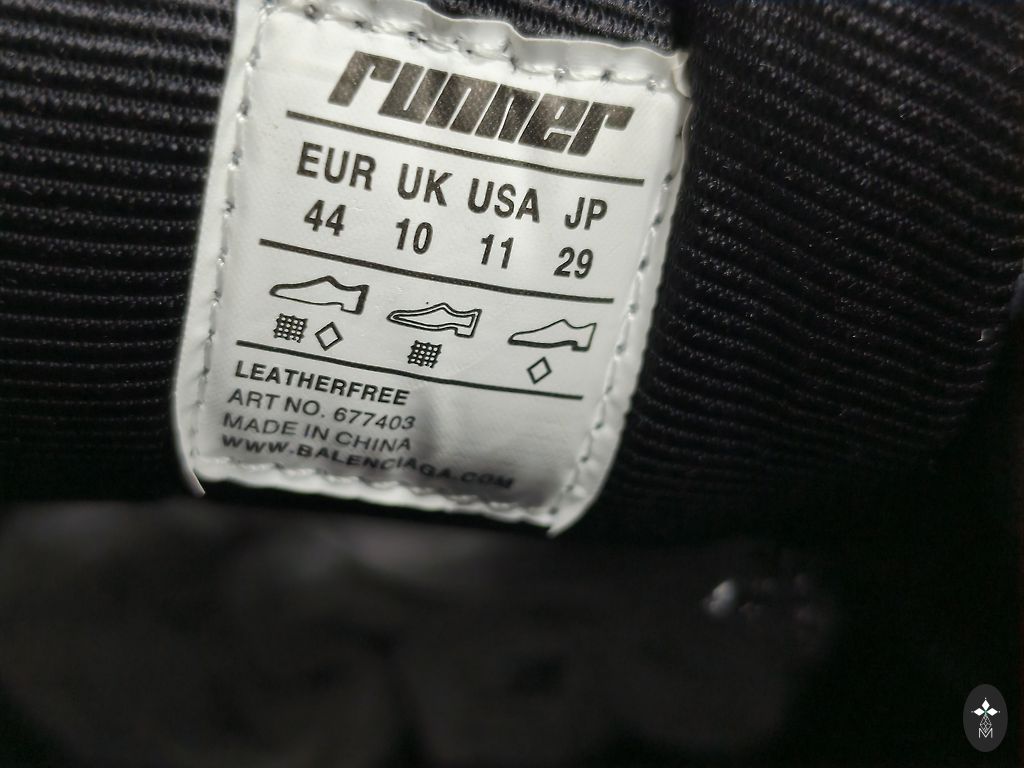 runner
EUR UK USA JP
44 10 11 29
LEATHERFREE
ART NO. 677403
MADE IN CHINA
WWW.BALENCIAGA.COM
M